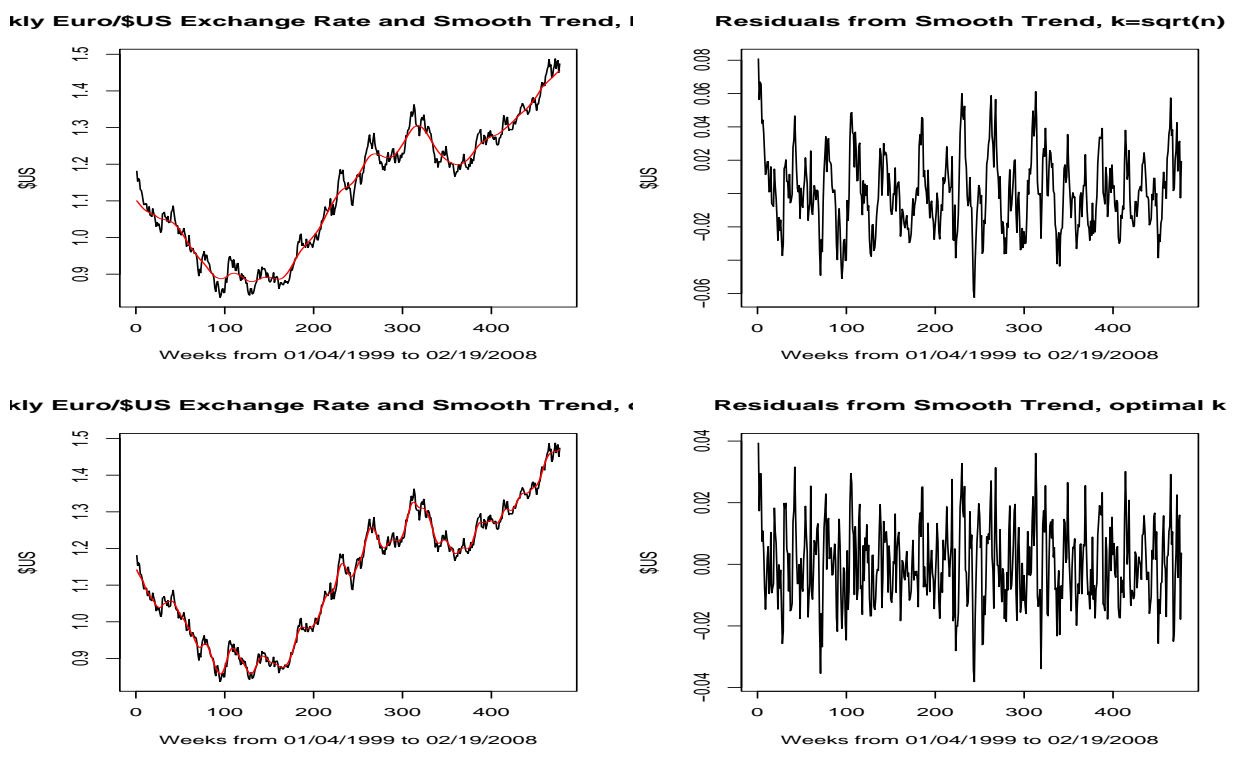 kly Euro/$US Exchange Rate and Smooth Trend,
$US
1.5
1.4
1.3
1.2
1.1
1.0
0.9
0 100 200 300 400
Weeks from 01/04/1999 to 02/19/2008
Residuals from Smooth Trend, k=sqrt(n)
$US
0.08
0.06
0.04
0.02
−0.02
−0.06
0 100 200 300 400
Weeks from 01/04/1999 to 02/19/2008
kly Euro/$US Exchange Rate and Smooth Trend,
$US
1.5
1.4
1.3
1.2
1.1
1.0
0.9
0 100 200 300 400
Weeks from 01/04/1999 to 02/19/2008
Residuals from Smooth Trend, optimal k
$US
0.04
0.02
0.00
−0.02
−0.04
0 100 200 300 400
Weeks from 01/04/1999 to 02/19/2008